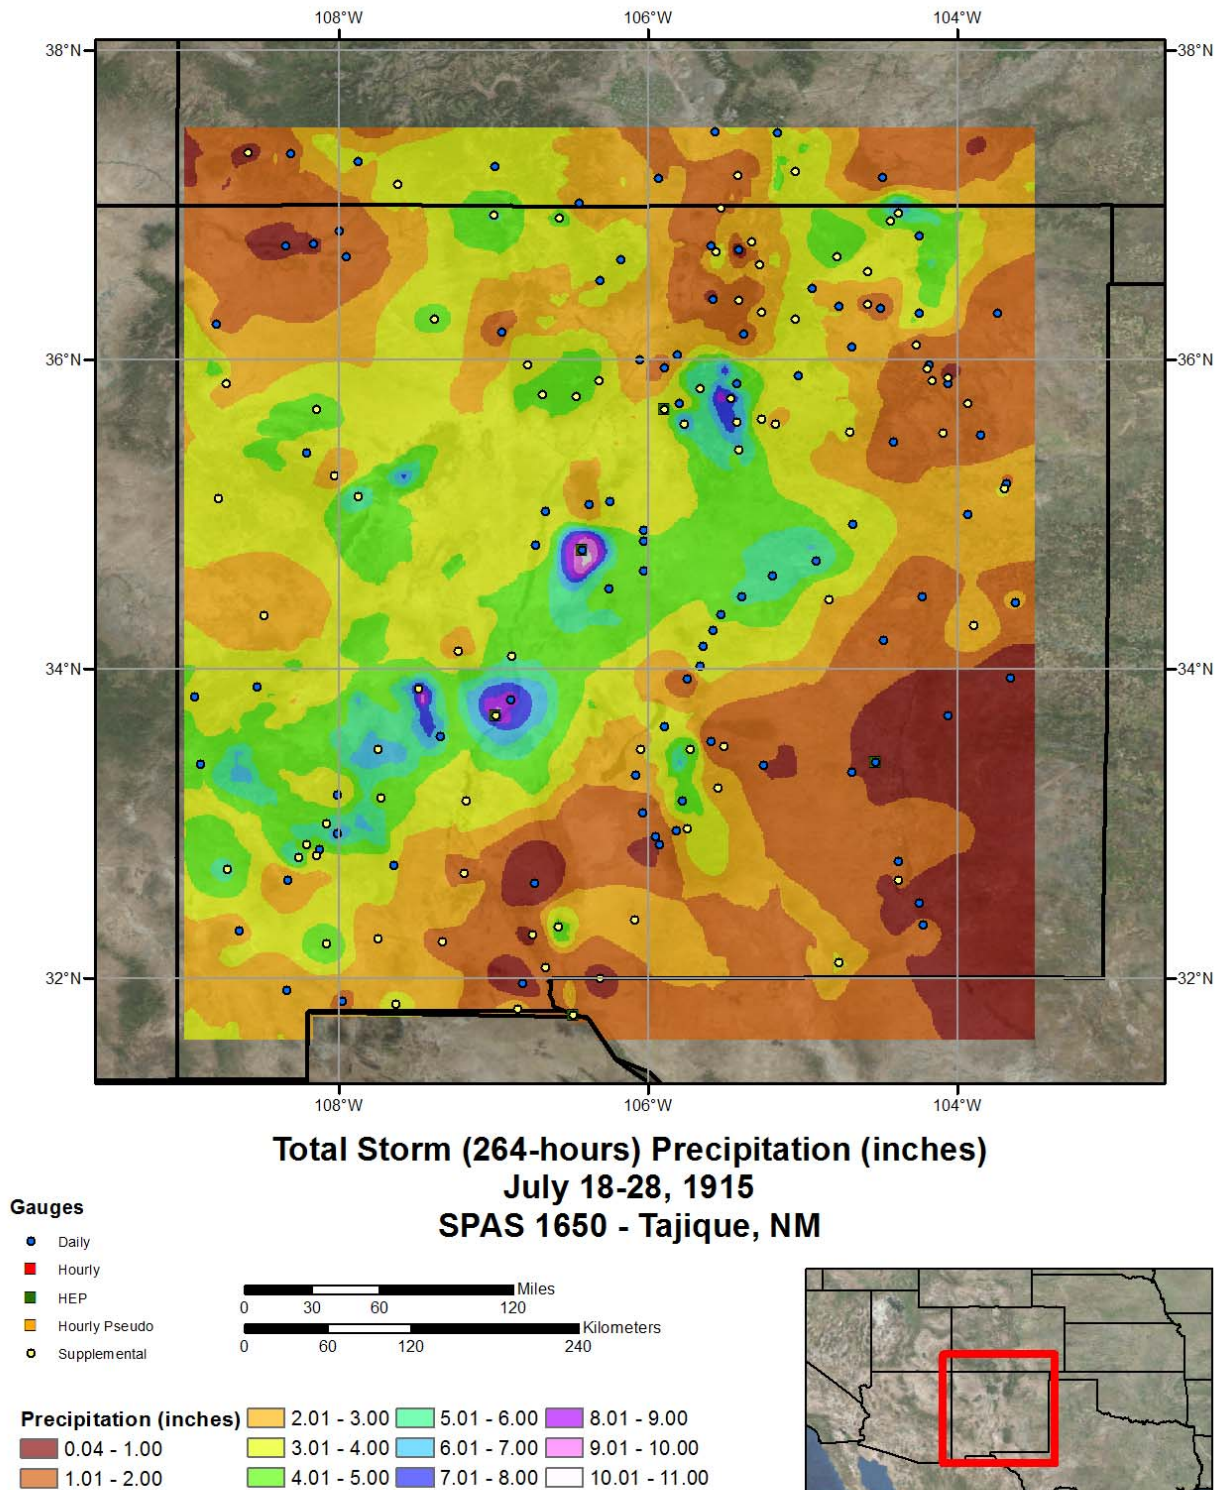 108°W 106°W 104°W
38°N 38°N
36°N 36°N
34°N 34°N
32°N 32°N
108°W 106°W 104°W
Total Storm (264-hours) Precipitation (inches)
July 18-28, 1915
SPAS 1650 - Tajique, NM
Gauges
Daily
Hourly
HEP
Hourly Pseudo
Supplemental
Miles
0 30 60 120
Kilometers
0 60 120 240
Precipitation (inches)
0.04 - 1.00
1.01 - 2.00
2.01 - 3.00
3.01 - 4.00
4.01 - 5.00
5.01 - 6.00
6.01 - 7.00
7.01 - 8.00
8.01 - 9.00
9.01 - 10.00
10.01 - 11.00